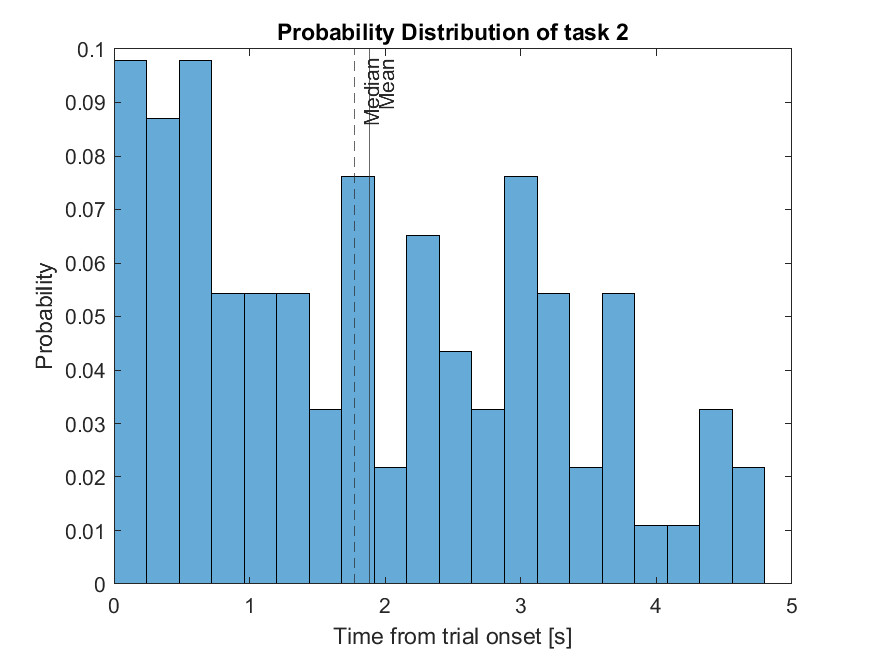 Probability Distribution of task 2
0.1
0.09
0.08
0.07
0.06
0.05
0.04
0.03
0.02
0.01
0
Probability
Median
Mean
0 1 2 3 4 5
Time from trial onset [s]